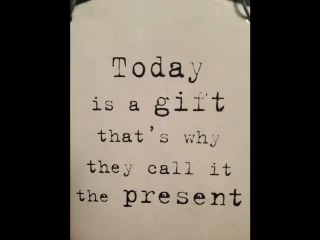 Today
is a gift
that's why
they call it
the present